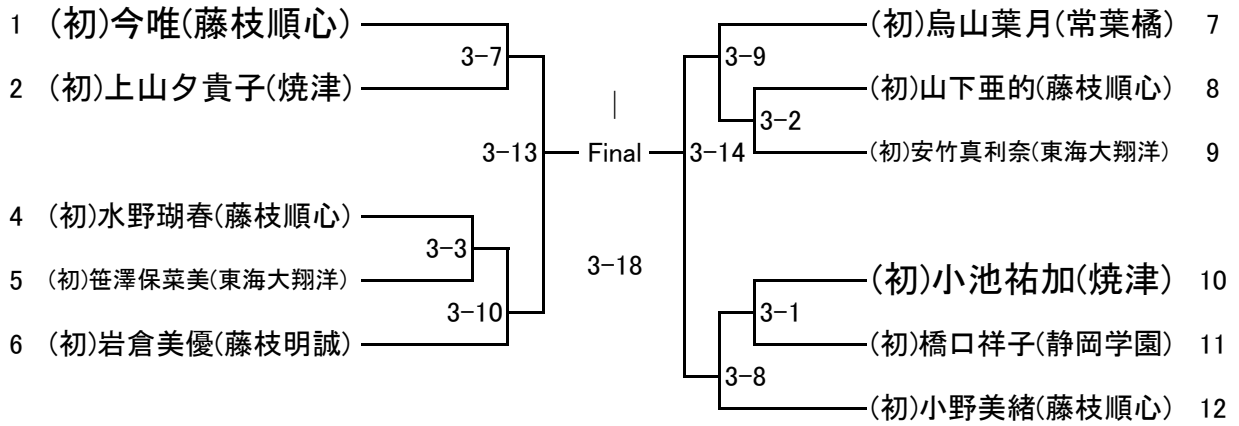 1 (初)今唯(藤枝順心)
2 (初)上山夕貴子(焼津)
3-7
3-13
4 (初)水野瑚春(藤枝順心)
5 (初)笹澤保菜美(東海大翔洋)
3-3
6 (初)岩倉美優(藤枝明誠)
3-10
|
Final
3-18
(初)烏山葉月(常葉橘) 7
3-9
(初)山下亜的(藤枝順心) 8
3-2
(初)安竹真利奈(東海大翔洋) 9
3-14
(初)小池祐加(焼津) 10
3-1
(初)橋口祥子(静岡学園) 11
3-8
(初)小野美緒(藤枝順心) 12